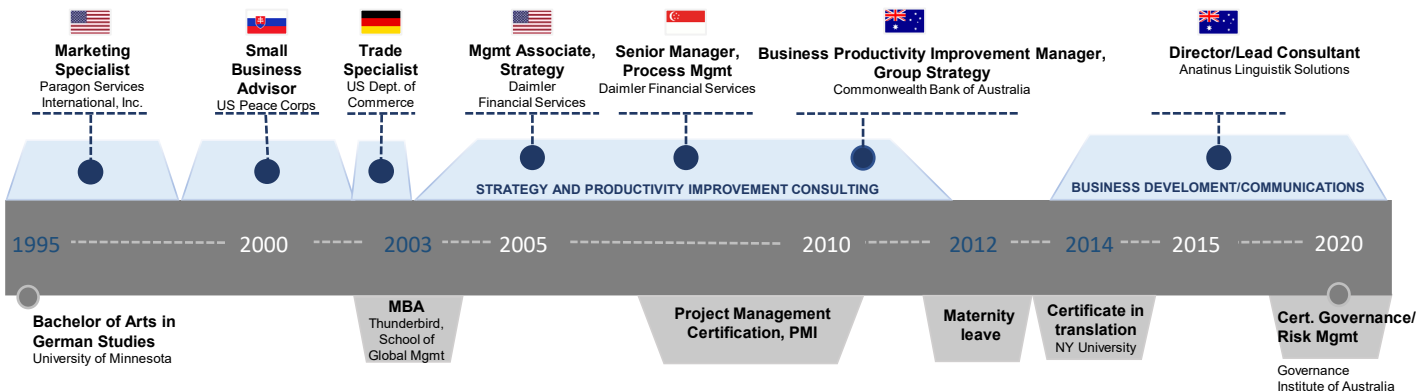 Marketing
Specialist
Paragon Services
International, Inc.
Small
Business
Advisor
US Peace Corps
Trade
Specialist
US Dept. of
Commerce
Mgmt Associate,
Strategy
Daimler
Financial Services
Senior Manager,
Process Mgmt
Daimler Financial Services
Business Productivity Improvement Manager,
Group Strategy
Commonwealth Bank of Australia
Director/Lead Consultant
Anatinus Linguistik Solutions
STRATEGY AND PRODUCTIVITY IMPROVEMENT CONSULTING
BUSINESS DEVELOMENT/COMMUNICATIONS
1995
2000
2003
2005
2010
2012
2014
2015
2020
Bachelor of Arts in
German Studies
University of Minnesota
MBA
Thunderbird,
School of
Global Mgmt
Project Management
Certification, PMI
Maternity
leave
Certificate in
translation
NY University
Cert. Governance/
Risk Mgmt
Governance
Institute of Australia